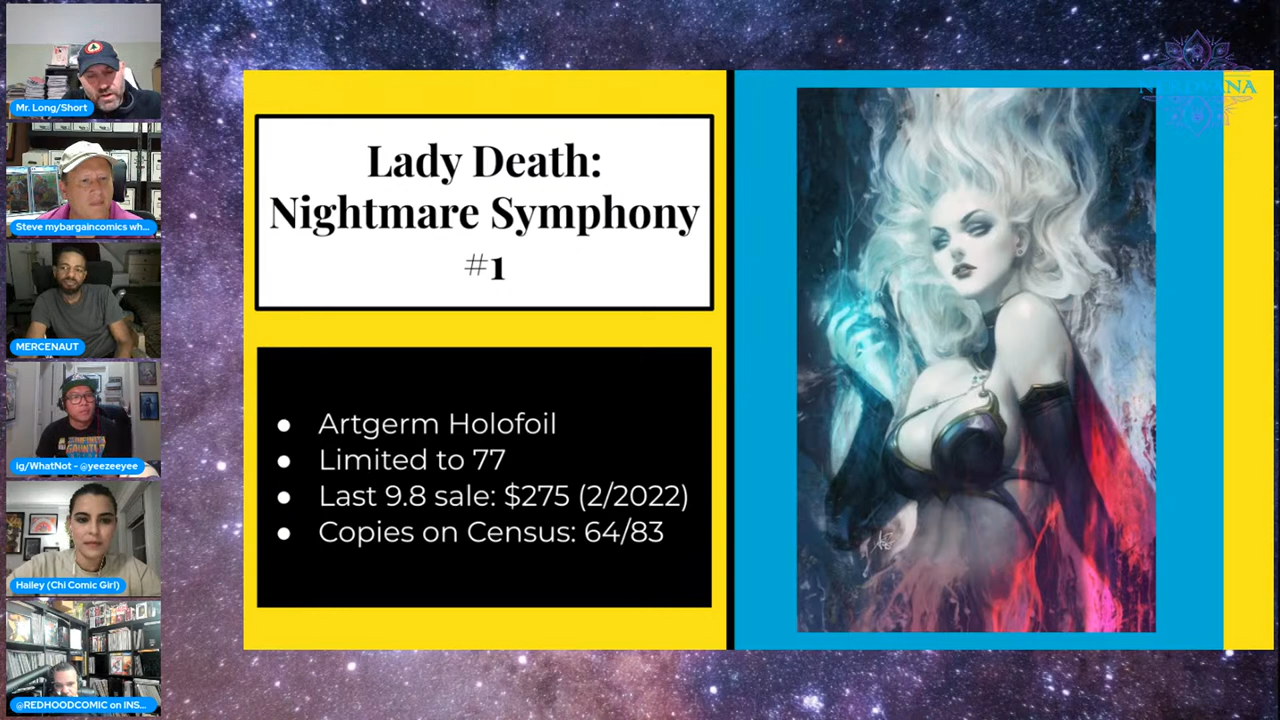 Mr. Long/Short
Steve mybargaincomics wh...
MERCENAUT
ig/WhatNot - @yeezeeyee
Hailey (Chi Comic Girl)
@REDHOODCOMIC on INS...
Lady Death:
Nightmare Symphony
#1
● Artgerm Holofoil
● Limited to 77
● Last 9.8 sale: $275 (2/2022)
● Copies on Census: 64/83
NERDVANA